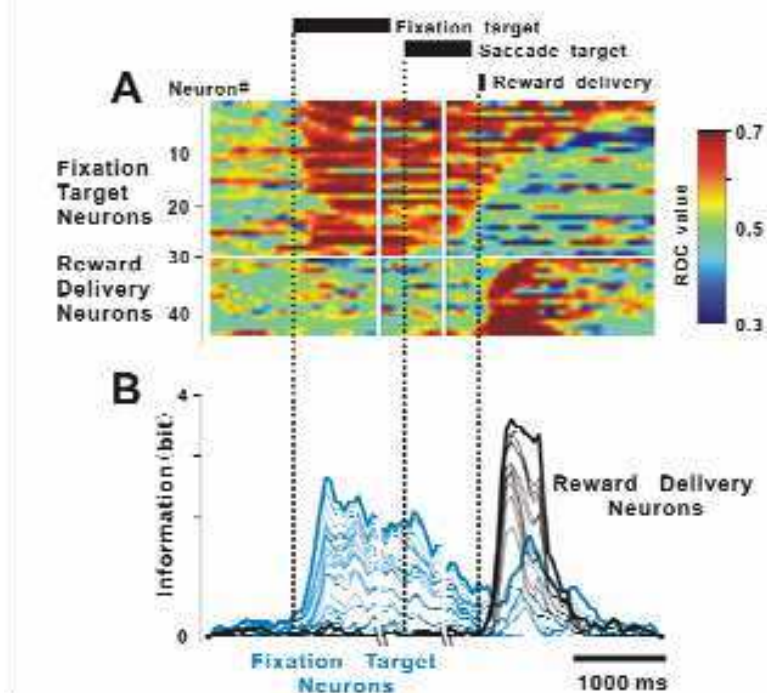 Fixation target
Saccade target
Reward delivery
A
Neuron#
10
Fixation
Target
Neurons
20
30
Reward
Delivery
Neurons
40
0.7
0.5
0.3
ROC value
B
4
Information (bit)
0
Reward Delivery
Neurons
Fixation Target
Neurons
1000 ms